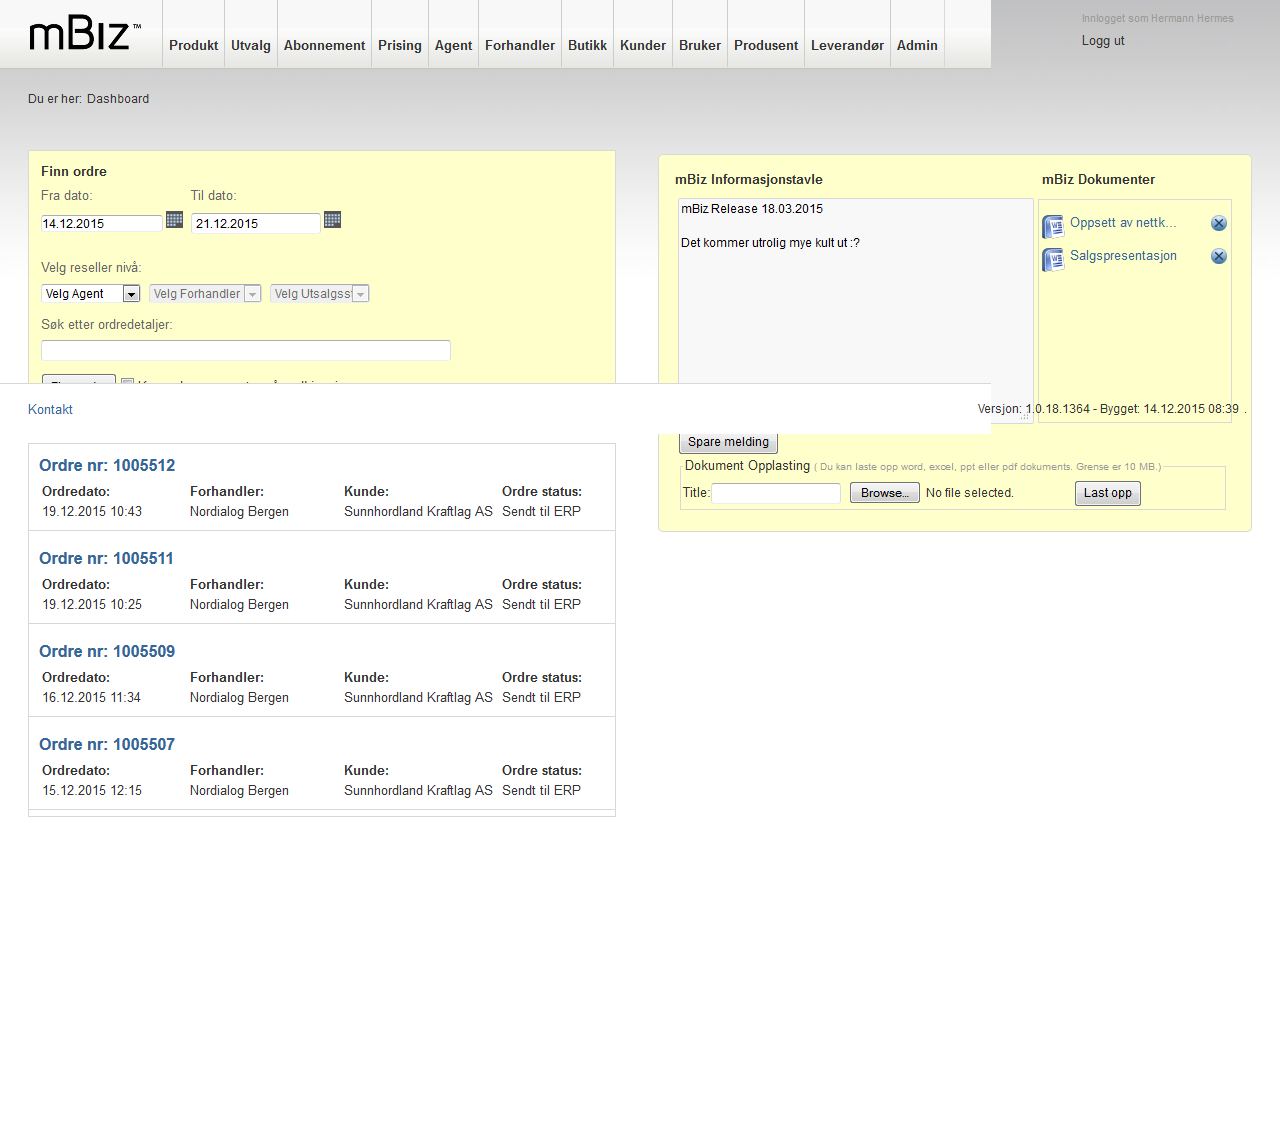 mBiz™
Produkt Utvalg Abonnement Prising Agent Forhandler Butikk Kunder Bruker Produsent Leverandør Admin
Innlogget som Hermann Hermes
Logg ut
Du er her: Dashboard
Finn ordre
Fra dato: Til dato:
14.12.2015 21.12.2015
Velg reseller nivå:
Velg Agent Velg Forhandler Velg Utsalgsst
Søk etter ordredetaljer:
mBiz Informasjonstavle
mBiz Release 18.03.2015
Det kommer utrolig mye kult ut :?
mBiz Dokumenter
Oppsett av nettk...
Salgspresentasjon
Kontakt
Versjon: 1.0.18.1364 - Bygget: 14.12.2015 08:39 .
Spare melding
Dokument Opplasting ( Du kan laste opp word, excel, ppt eller pdf dokuments. Grense er 10 MB.)
Title: Browse... No file selected. Last opp
Ordre nr: 1005512
Ordredato: Forhandler: Kunde: Ordre status:
19.12.2015 10:43 Nordialog Bergen Sunnhordland Kraftlag AS Sendt til ERP
Ordre nr: 1005511
Ordredato: Forhandler: Kunde: Ordre status:
19.12.2015 10:25 Nordialog Bergen Sunnhordland Kraftlag AS Sendt til ERP
Ordre nr: 1005509
Ordredato: Forhandler: Kunde: Ordre status:
16.12.2015 11:34 Nordialog Bergen Sunnhordland Kraftlag AS Sendt til ERP
Ordre nr: 1005507
Ordredato: Forhandler: Kunde: Ordre status:
15.12.2015 12:15 Nordialog Bergen Sunnhordland Kraftlag AS Sendt til ERP